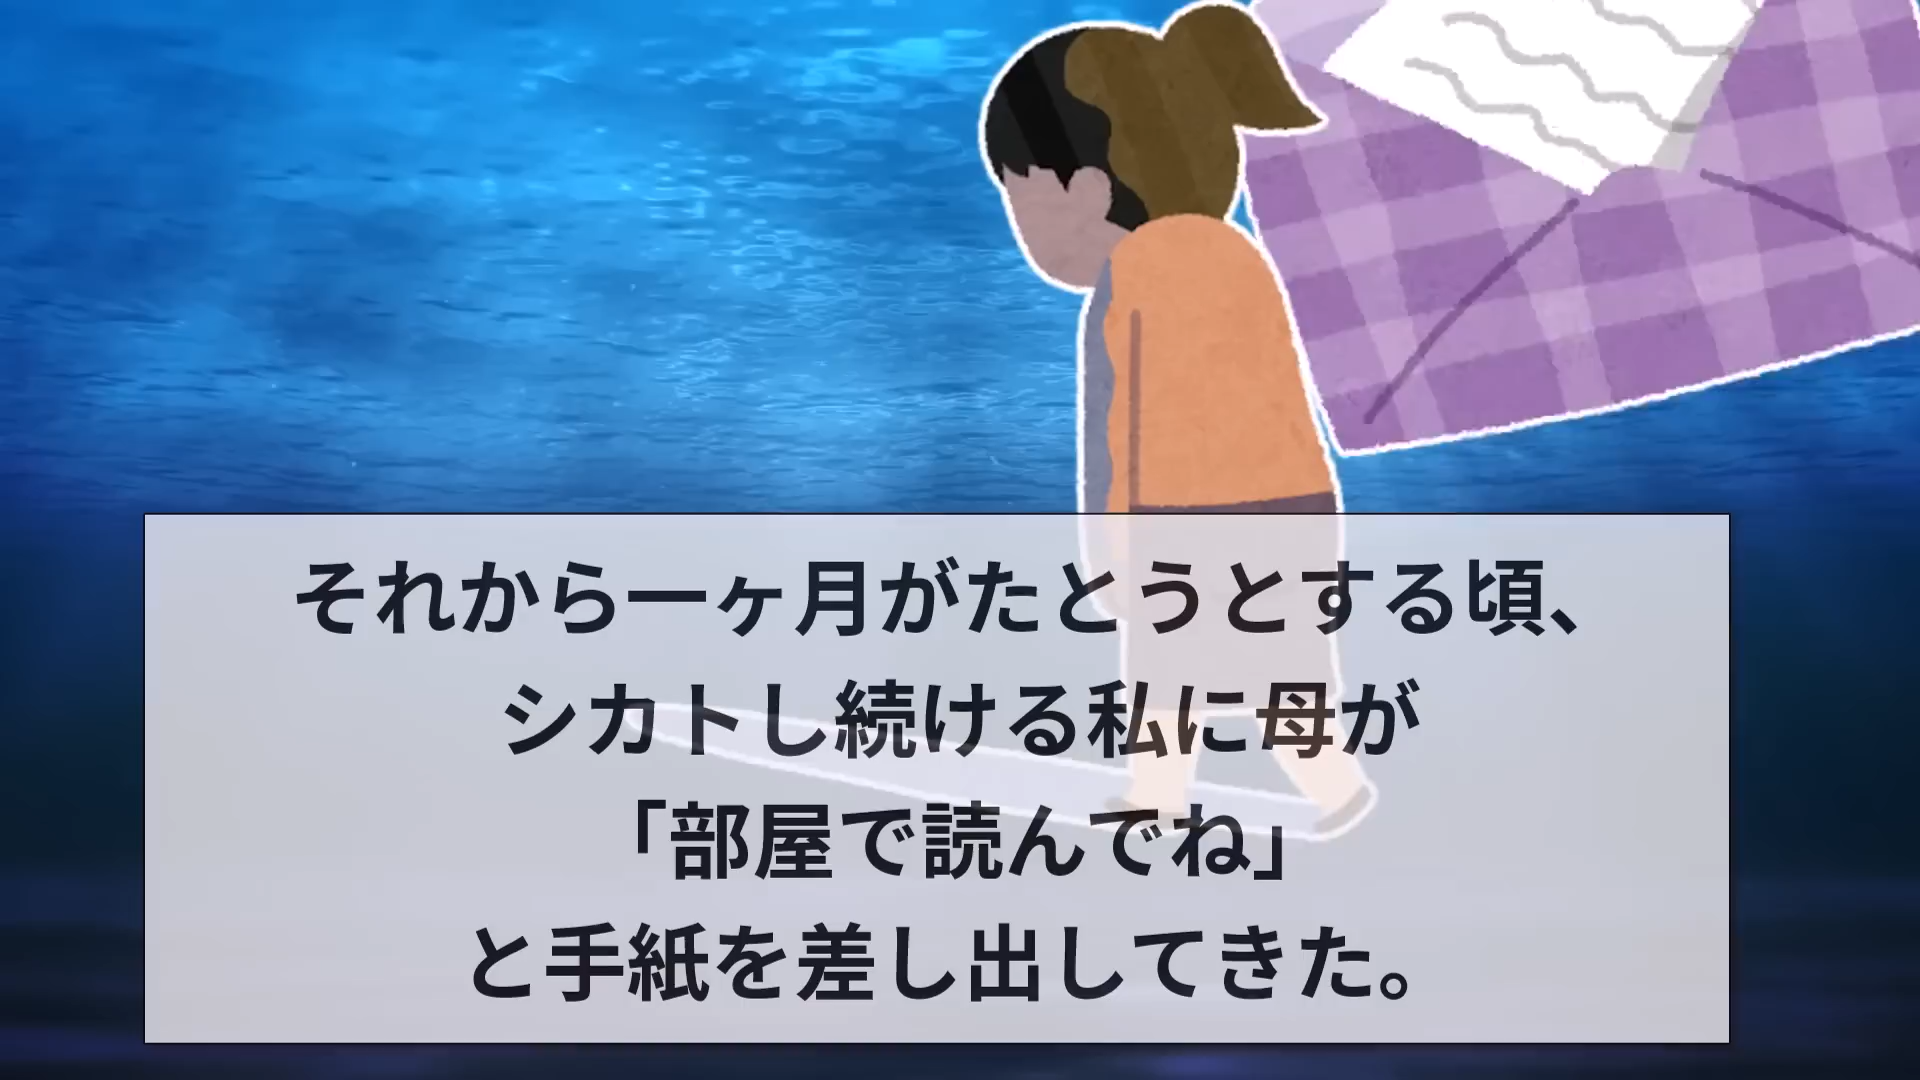 それから一ヶ月がたとうとする頃、
シカトし続ける私に母が
「部屋で読んでね」
と手紙を差し出してきた。